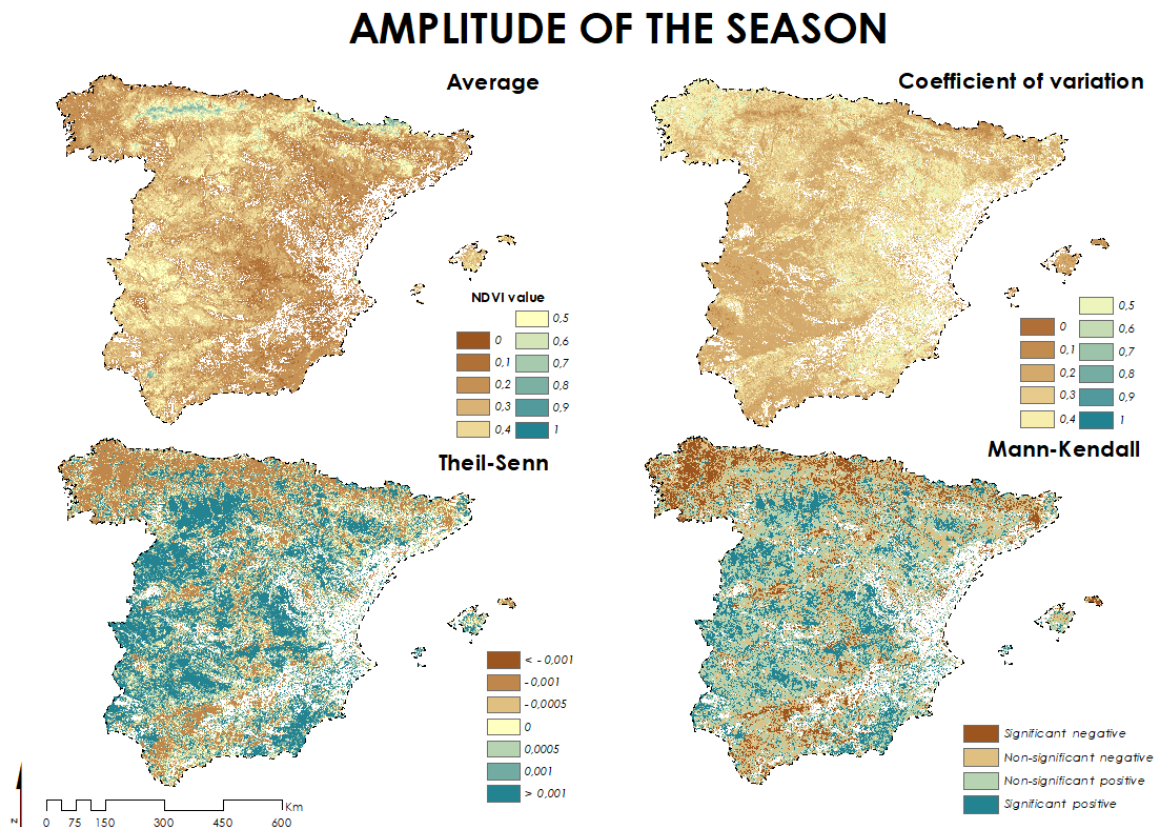 AMPLITUDE OF THE SEASON
Average
Coefficient of variation
NDVI value
0
0,1
0,2
0,3
0,4
0,5
0,6
0,7
0,8
0,9
1
0
0,1
0,2
0,3
0,4
0,5
0,6
0,7
0,8
0,9
1
Theil-Senn
Mann-Kendall
< - 0,001
- 0,001
- 0,0005
0
0,0005
0,001
> 0,001
Significant negative
Non-significant negative
Non-significant positive
Significant positive
Z
Km
0 75 150 300 450 600